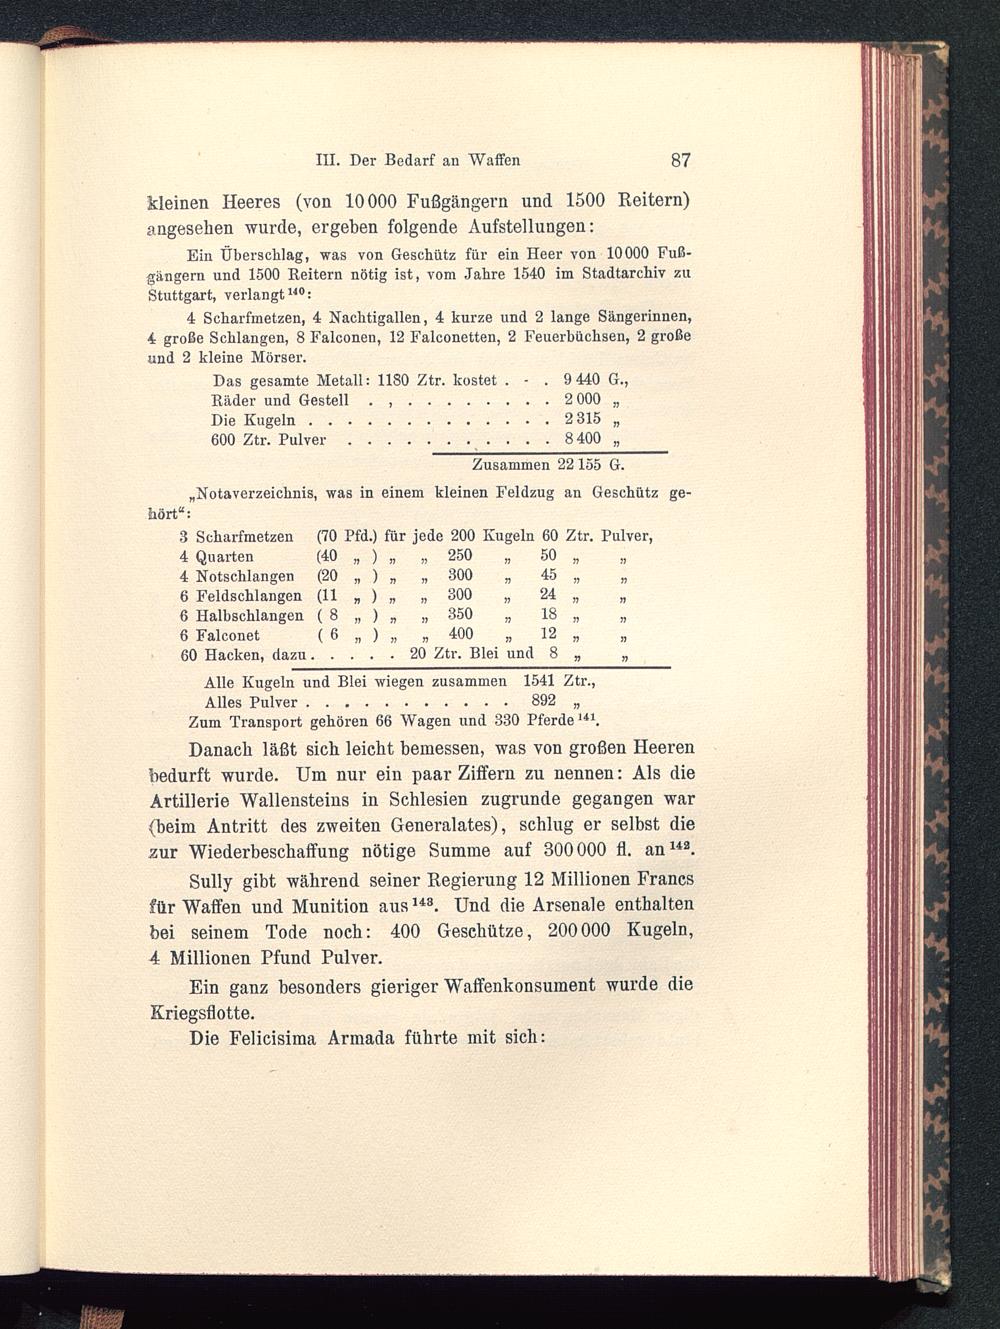 III. Der Bedarf an Waffen 87
kleinen Heeres (von 10000 Fußgängern und 1500 Reitern)
angesehen wurde, ergeben folgende Aufstellungen:
Ein Überschlag, was von Geschütz für ein Heer von 10000 Fuß-
gängern und 1500 Reitern nötig ist, vom Jahre 1540 im Stadtarchiv zu
Stuttgart, verlangt¹⁴⁰:
4 Scharfmetzen, 4 Nachtigallen, 4 kurze und 2 lange Sängerinnen,
4 große Schlangen, 8 Falconen, 12 Falconetten, 2 Feuerbüchsen, 2 große
und 2 kleine Mörser.
Das gesamte Metall: 1180 Ztr. kostet . - . 9440 G.,
Räder und Gestell . , . . . . . . . . 2000 „
Die Kugeln . . . . . . . . . . . . . 2315 „
600 Ztr. Pulver . . . . . . . . . . . 8400 „
Zusammen 22155 G.
„Notaverzeichnis, was in einem kleinen Feldzug an Geschütz ge-
hört“:
3 Scharfmetzen (70 Pfd.) für jede 200 Kugeln 60 Ztr. Pulver,
4 Quarten (40 „ ) „ „ 250 „ 50 „ „
4 Notschlangen (20 „ ) „ „ 300 „ 45 „ „
6 Feldschlangen (11 „ ) „ „ 300 „ 24 „ „
6 Halbschlangen ( 8 „ ) „ „ 350 „ 18 „ „
6 Falconet ( 6 „ ) „ „ 400 „ 12 „ „
60 Hacken, dazu . . . . . 20 Ztr. Blei und 8 „ „
Alle Kugeln und Blei wiegen zusammen 1541 Ztr.,
Alles Pulver . . . . . . . . . . . 892 „
Zum Transport gehören 66 Wagen und 330 Pferde¹⁴¹.
Danach läßt sich leicht bemessen, was von großen Heeren
bedurft wurde. Um nur ein paar Ziffern zu nennen: Als die
Artillerie Wallensteins in Schlesien zugrunde gegangen war
(beim Antritt des zweiten Generalates), schlug er selbst die
zur Wiederbeschaffung nötige Summe auf 300000 fl. an¹⁴².
Sully gibt während seiner Regierung 12 Millionen Francs
für Waffen und Munition aus¹⁴³. Und die Arsenale enthalten
bei seinem Tode noch: 400 Geschütze, 200000 Kugeln,
4 Millionen Pfund Pulver.
Ein ganz besonders gieriger Waffenkonsument wurde die
Kriegsflotte.
Die Felicisima Armada führte mit sich: